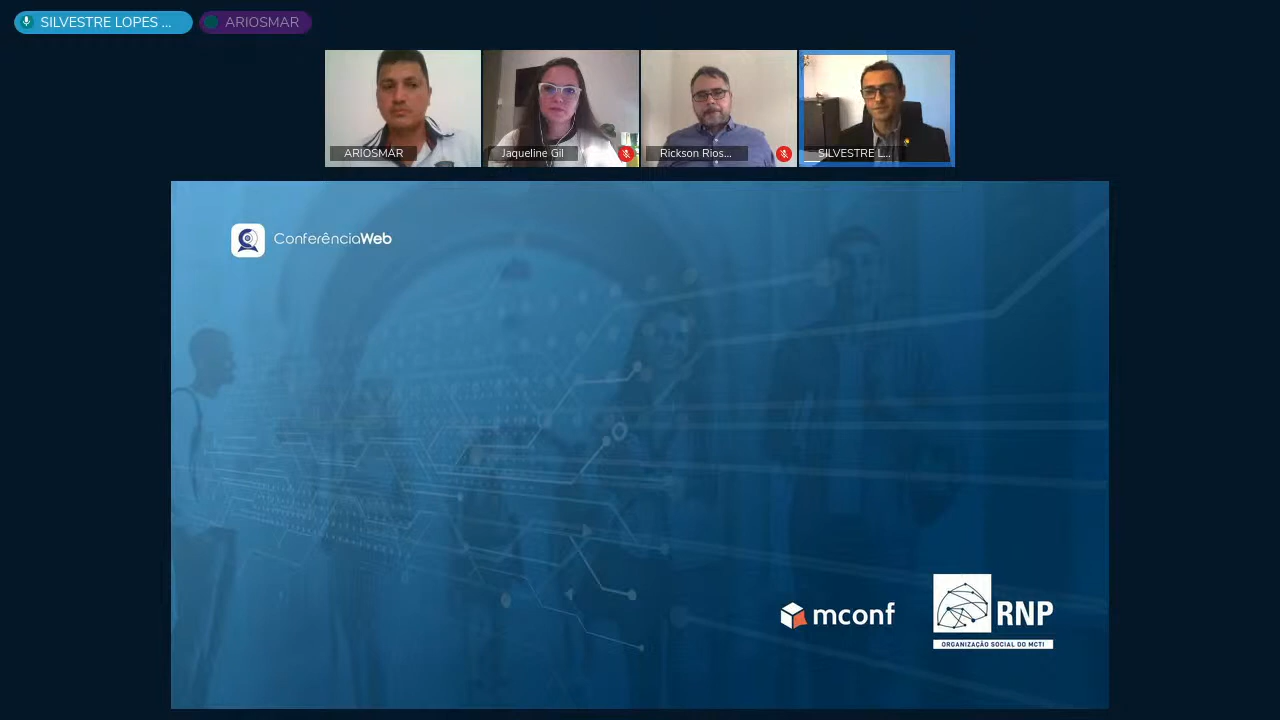 SILVESTRE LOPES ...
ARIOSMAR
ARIOSMAR
Jaqueline Gil
Rickson Rios...
SILVESTRE L...
ConferênciaWeb
mconf
RNP
ORGANIZAÇÃO SOCIAL DO MCTI